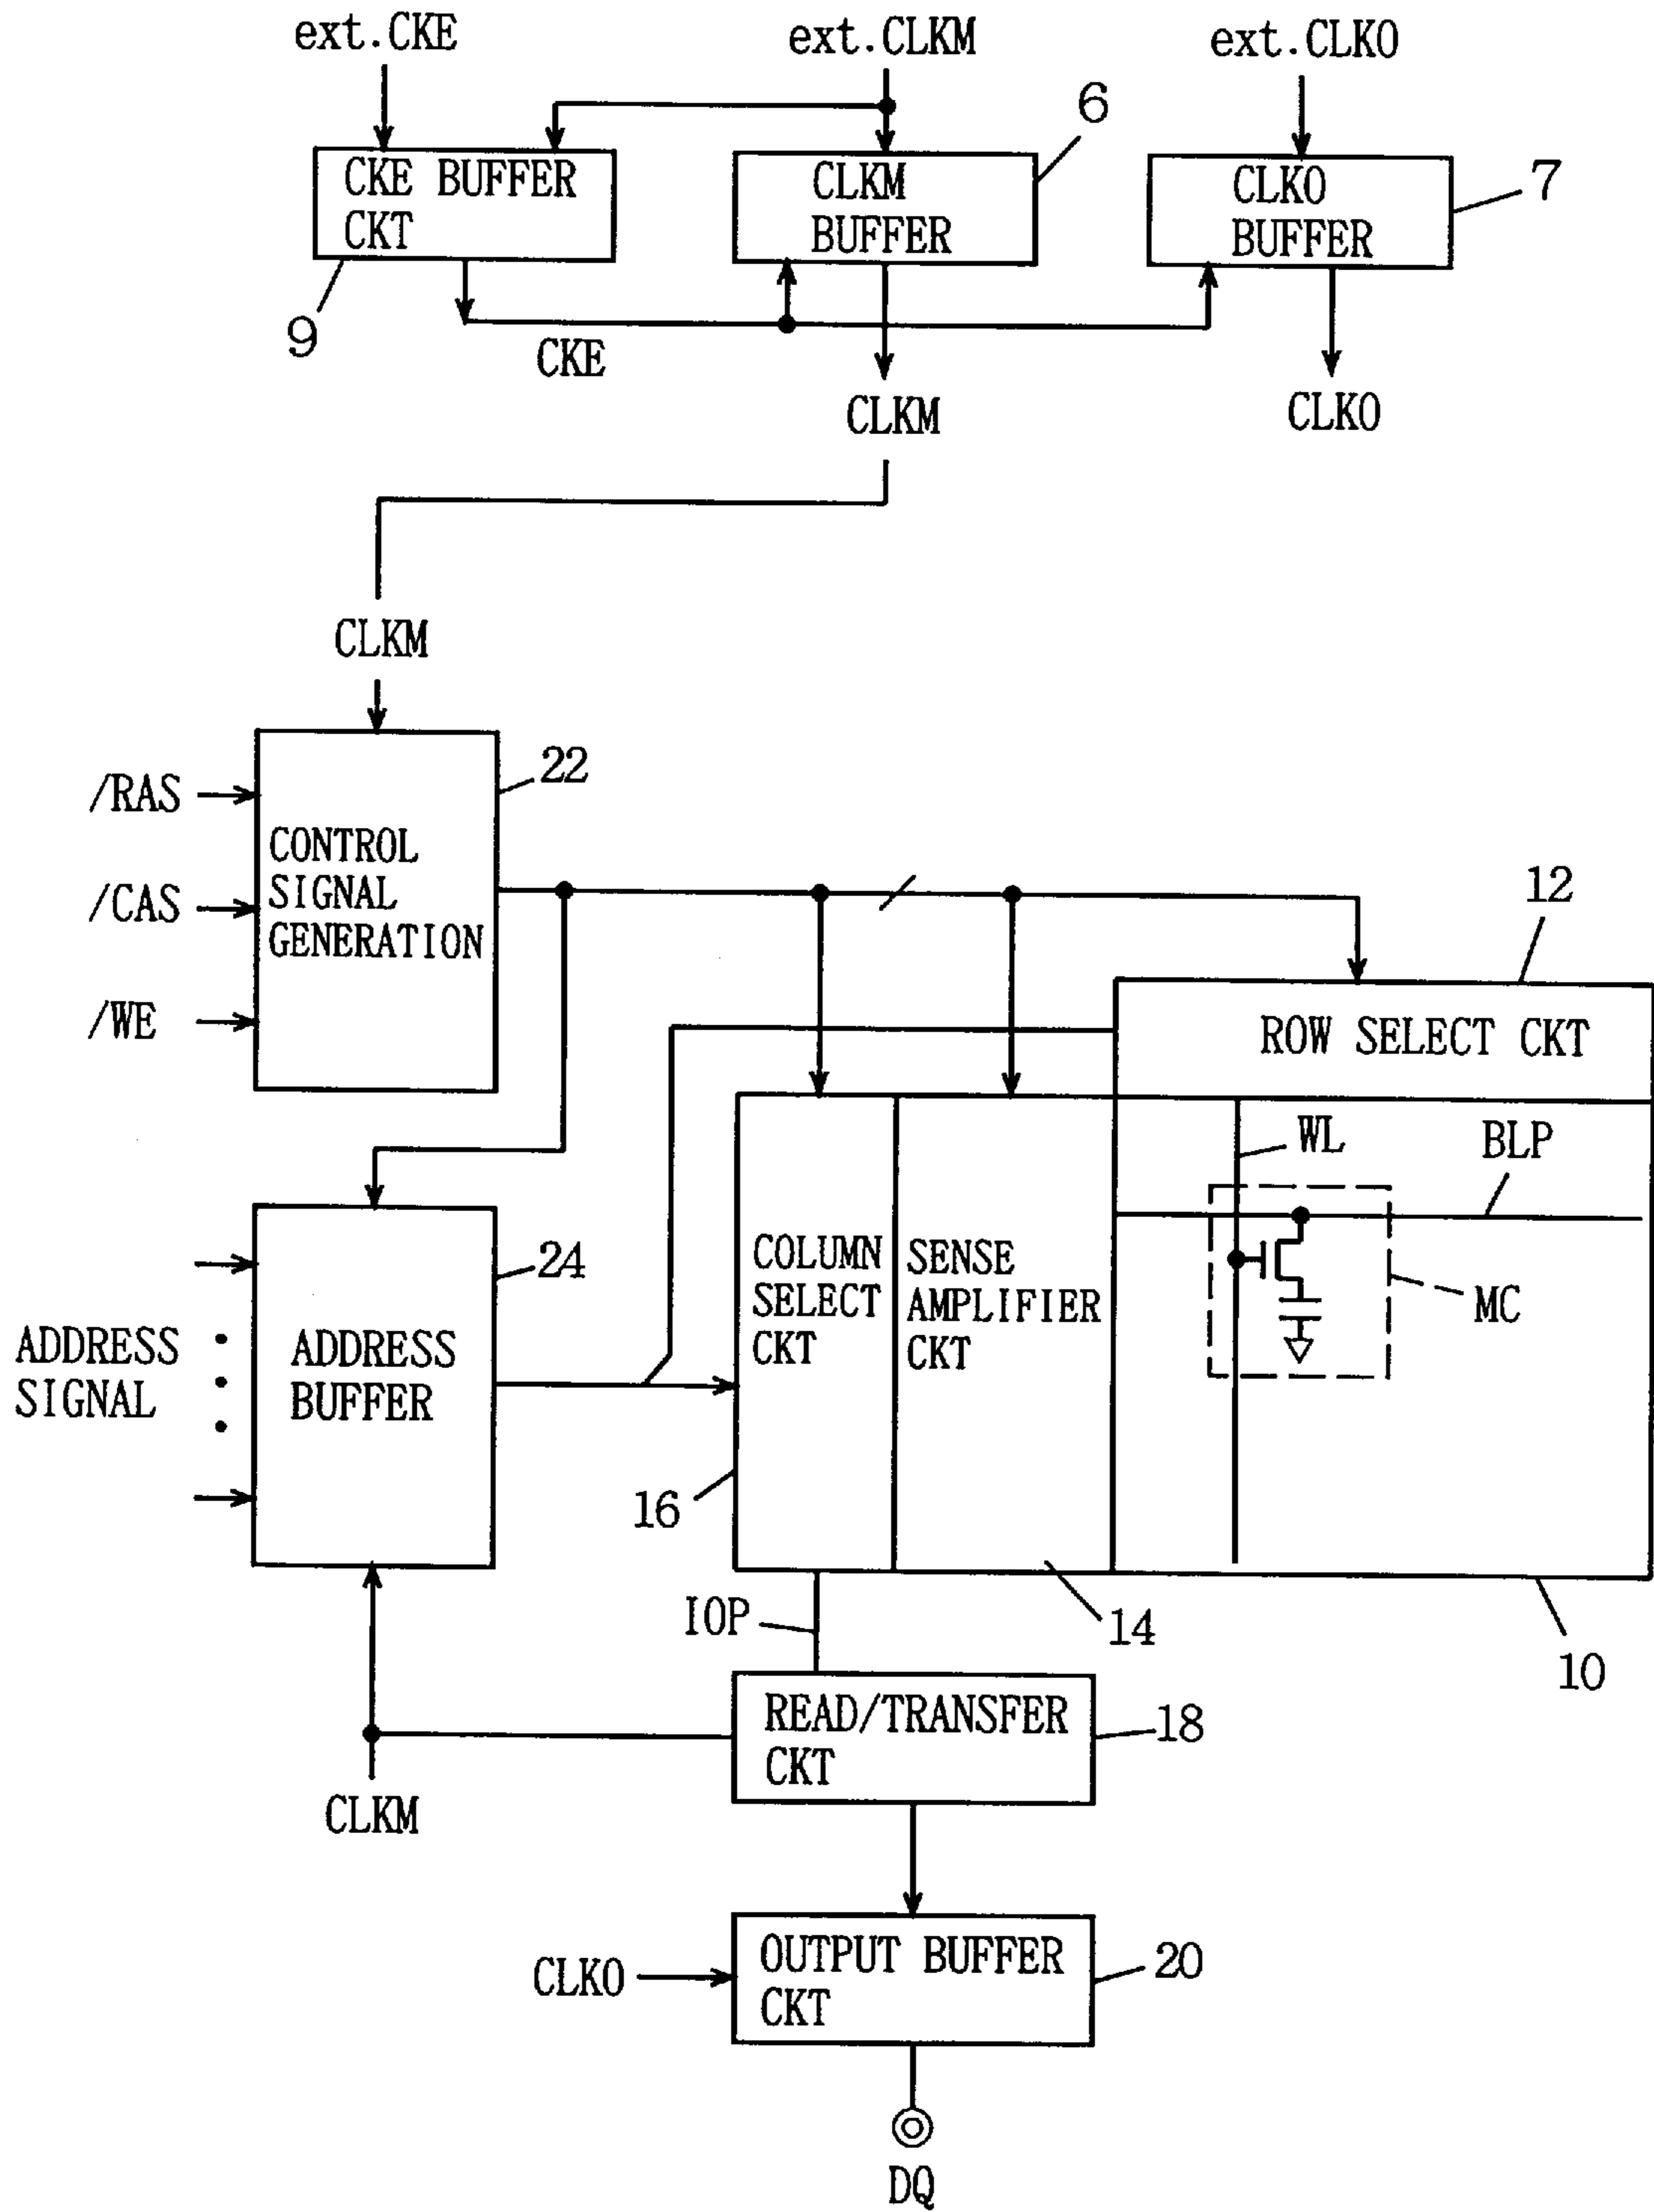 ext.CKE
ext.CLKM
ext.CLKO
6
CKE BUFFER
CKT
CLKM
BUFFER
CLKO
BUFFER
7
9
CKE
CLKM
CLKO
CLKM
22
/RAS
/CAS
/WE
CONTROL
SIGNAL
GENERATION
12
ROW SELECT CKT
WL
BLP
MC
24
ADDRESS
SIGNAL
ADDRESS
BUFFER
COLUMN
SELECT
CKT
SENSE
AMPLIFIER
CKT
16
14
10
IOP
READ/TRANSFER
CKT
18
CLKM
CLKO
OUTPUT BUFFER
CKT
20
DQ